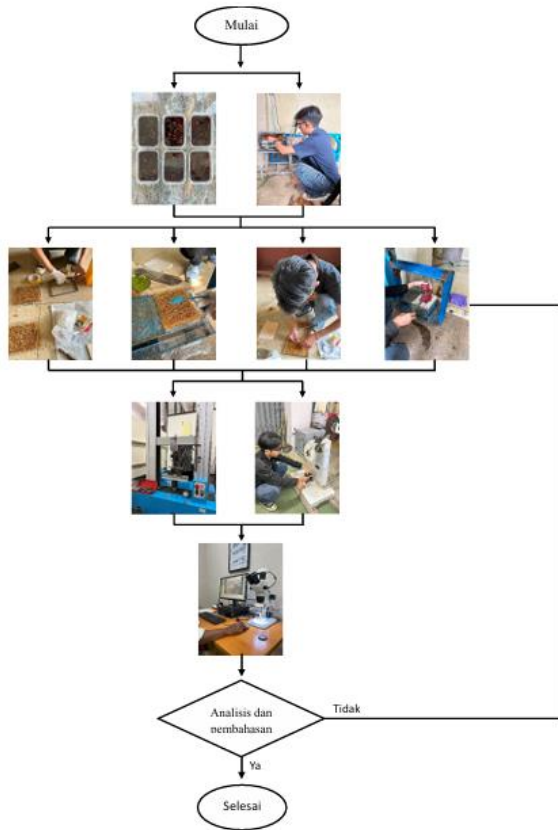 Mulai
Analisis dan
pembahasan
Tidak
Ya
Selesai